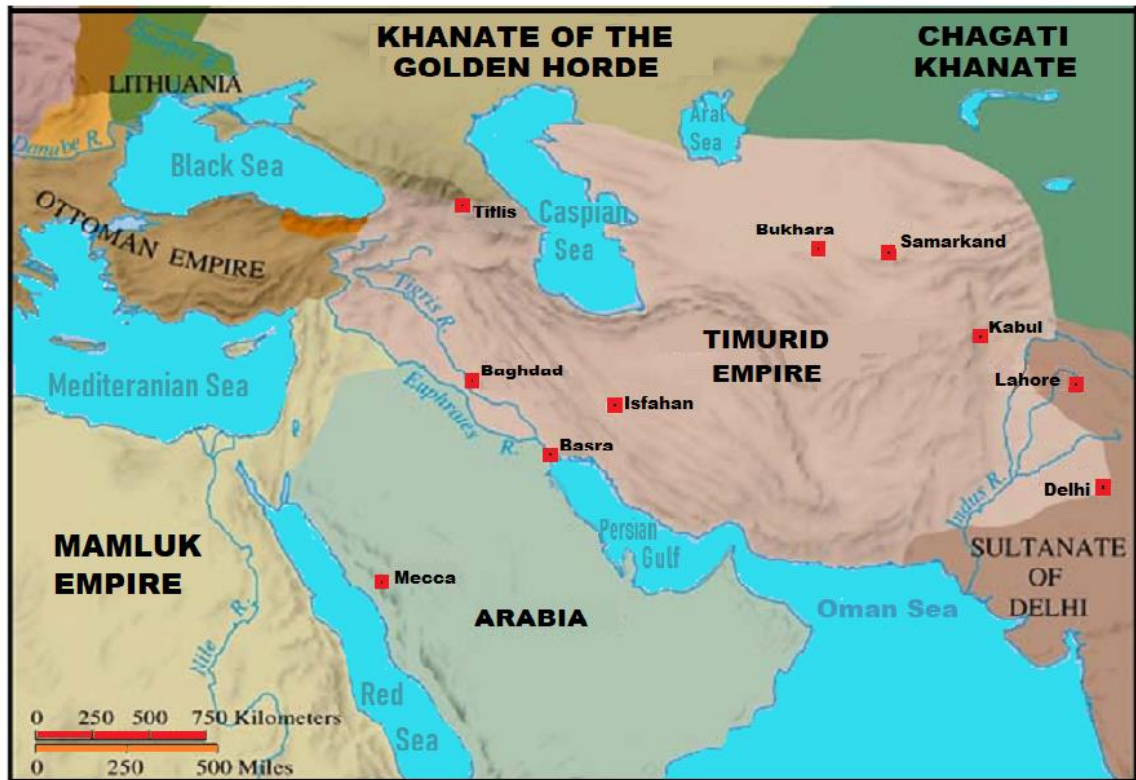 KHANATE OF THE
GOLDEN HORDE
CHAGATI
KHANATE
LITHUANIA
Danube R.
Black Sea
Aral
Sea
OTTOMAN EMPIRE
Titlis
Caspian
Sea
Bukhara
Samarkand
Tigris R.
TIMURID
EMPIRE
Kabul
Mediteranian Sea
Baghdad
Lahore
Euphrates R.
Isfahan
Basra
Indus R.
Delhi
Persian
Gulf
MAMLUK
EMPIRE
SULTANATE
OF
DELHI
Mecca
Oman Sea
ARABIA
Nile R.
Red
Sea
0 250 500 750 Kilometers
0 250 500 Miles